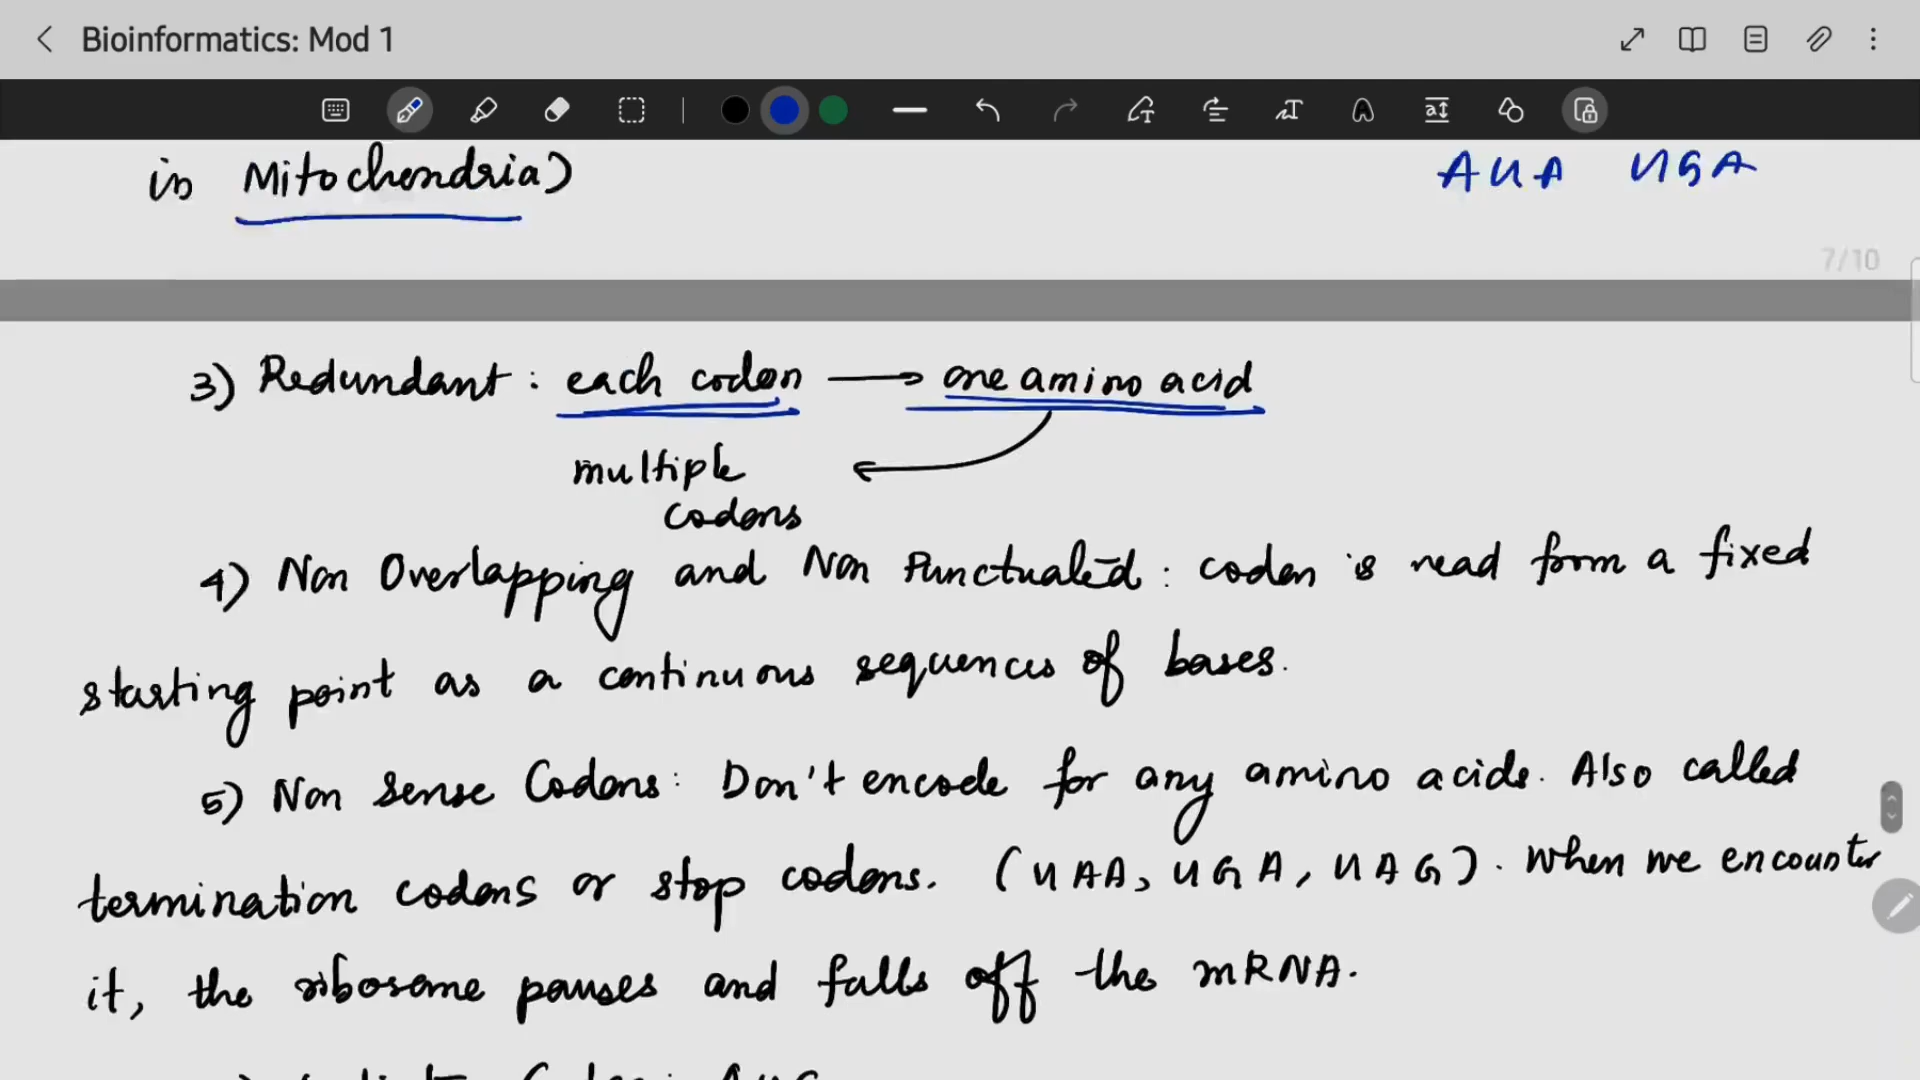 Bioinformatics: Mod 1
in Mitochondria)
AUA UGA
7/10
3) Redundant : each codon → one amino acid
multiple
codons
4) Non Overlapping and Non Punctuated : codon is read from a fixed
starting point as a continuous sequences of bases.
5) Non Sense Codons : Don't encode for any amino acids. Also called
termination codons or stop codons. (UAA, UGA, UAG). When we encounter
it, the ribosome pauses and falls off the mRNA.